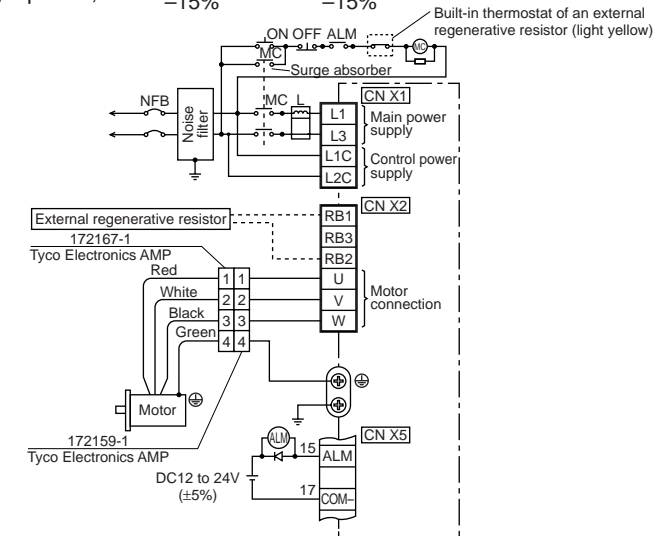 –15%
–15%
Built-in thermostat of an external
regenerative resistor (light yellow)
ON OFF ALM
MC
MC
Surge absorber
NFB
Noise
filter
MC
L
CN X1
L1
L3
L1C
L2C
Main power
supply
Control power
supply
CN X2
External regenerative resistor
RB1
RB3
RB2
U
V
W
Motor
connection
172167-1
Tyco Electronics AMP
Red
White
Black
Green
1 1
2 2
3 3
4 4
Motor
172159-1
Tyco Electronics AMP
CN X5
ALM
15
ALM
DC12 to 24V
(±5%)
17
COM–